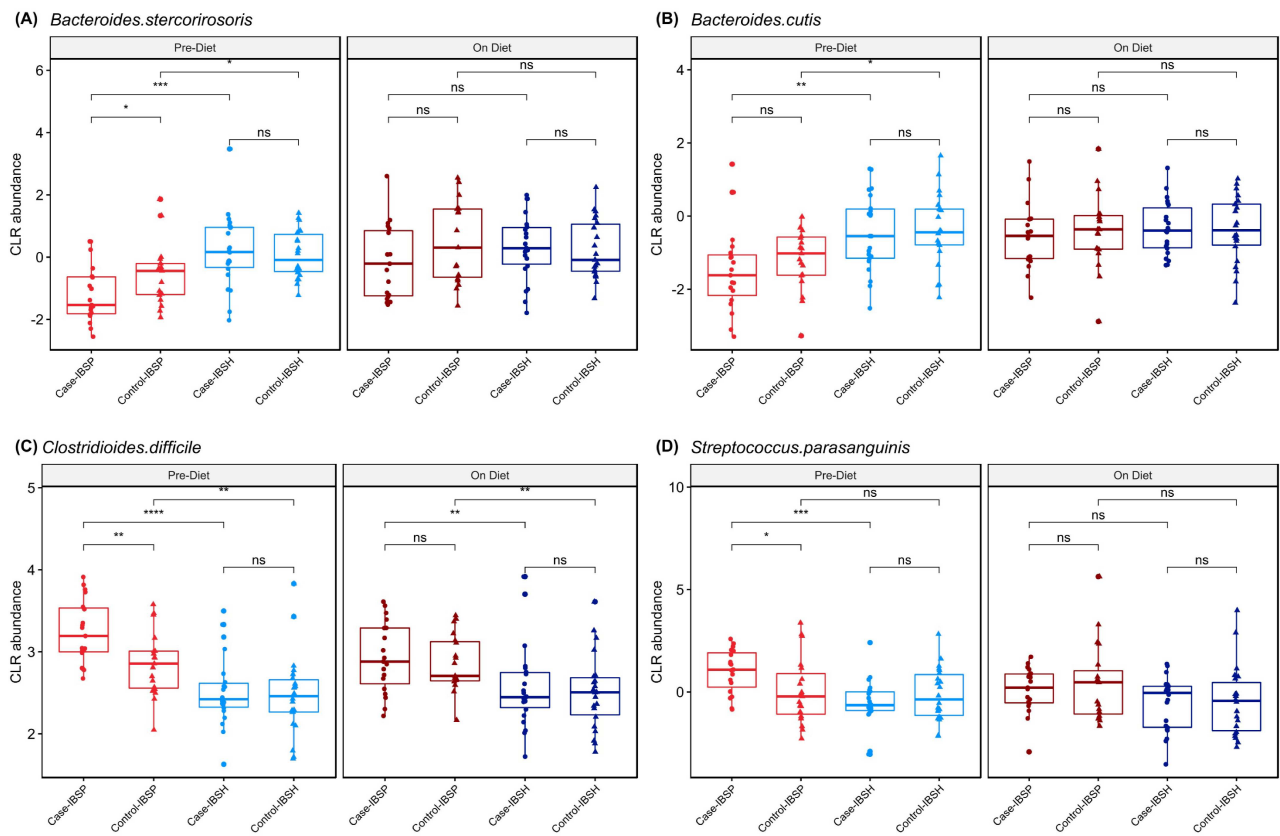 (A) Bacteroides.stercorirosoris
Pre-Diet
On Diet
CLR abundance
6
4
2
0
-2
*
***
*
ns
ns
ns
ns
ns
Case-IBSP
Control-IBSP
Case-IBSH
Control-IBSH
Case-IBSP
Control-IBSP
Case-IBSH
Control-IBSH
(B) Bacteroides.cutis
Pre-Diet
On Diet
CLR abundance
4
2
0
-2
*
**
ns
ns
ns
ns
ns
ns
Case-IBSP
Control-IBSP
Case-IBSH
Control-IBSH
Case-IBSP
Control-IBSP
Case-IBSH
Control-IBSH
(C) Clostridioides.difficile
Pre-Diet
On Diet
CLR abundance
5
4
3
2
**
****
**
ns
**
**
ns
ns
Case-IBSP
Control-IBSP
Case-IBSH
Control-IBSH
Case-IBSP
Control-IBSP
Case-IBSH
Control-IBSH
(D) Streptococcus.parasanguinis
Pre-Diet
On Diet
CLR abundance
10
5
0
ns
***
*
ns
ns
ns
ns
ns
Case-IBSP
Control-IBSP
Case-IBSH
Control-IBSH
Case-IBSP
Control-IBSP
Case-IBSH
Control-IBSH